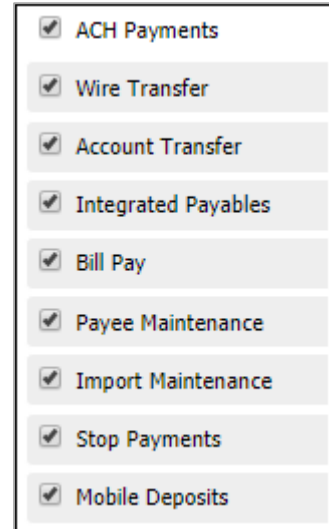 ACH Payments
Wire Transfer
Account Transfer
Integrated Payables
Bill Pay
Payee Maintenance
Import Maintenance
Stop Payments
Mobile Deposits